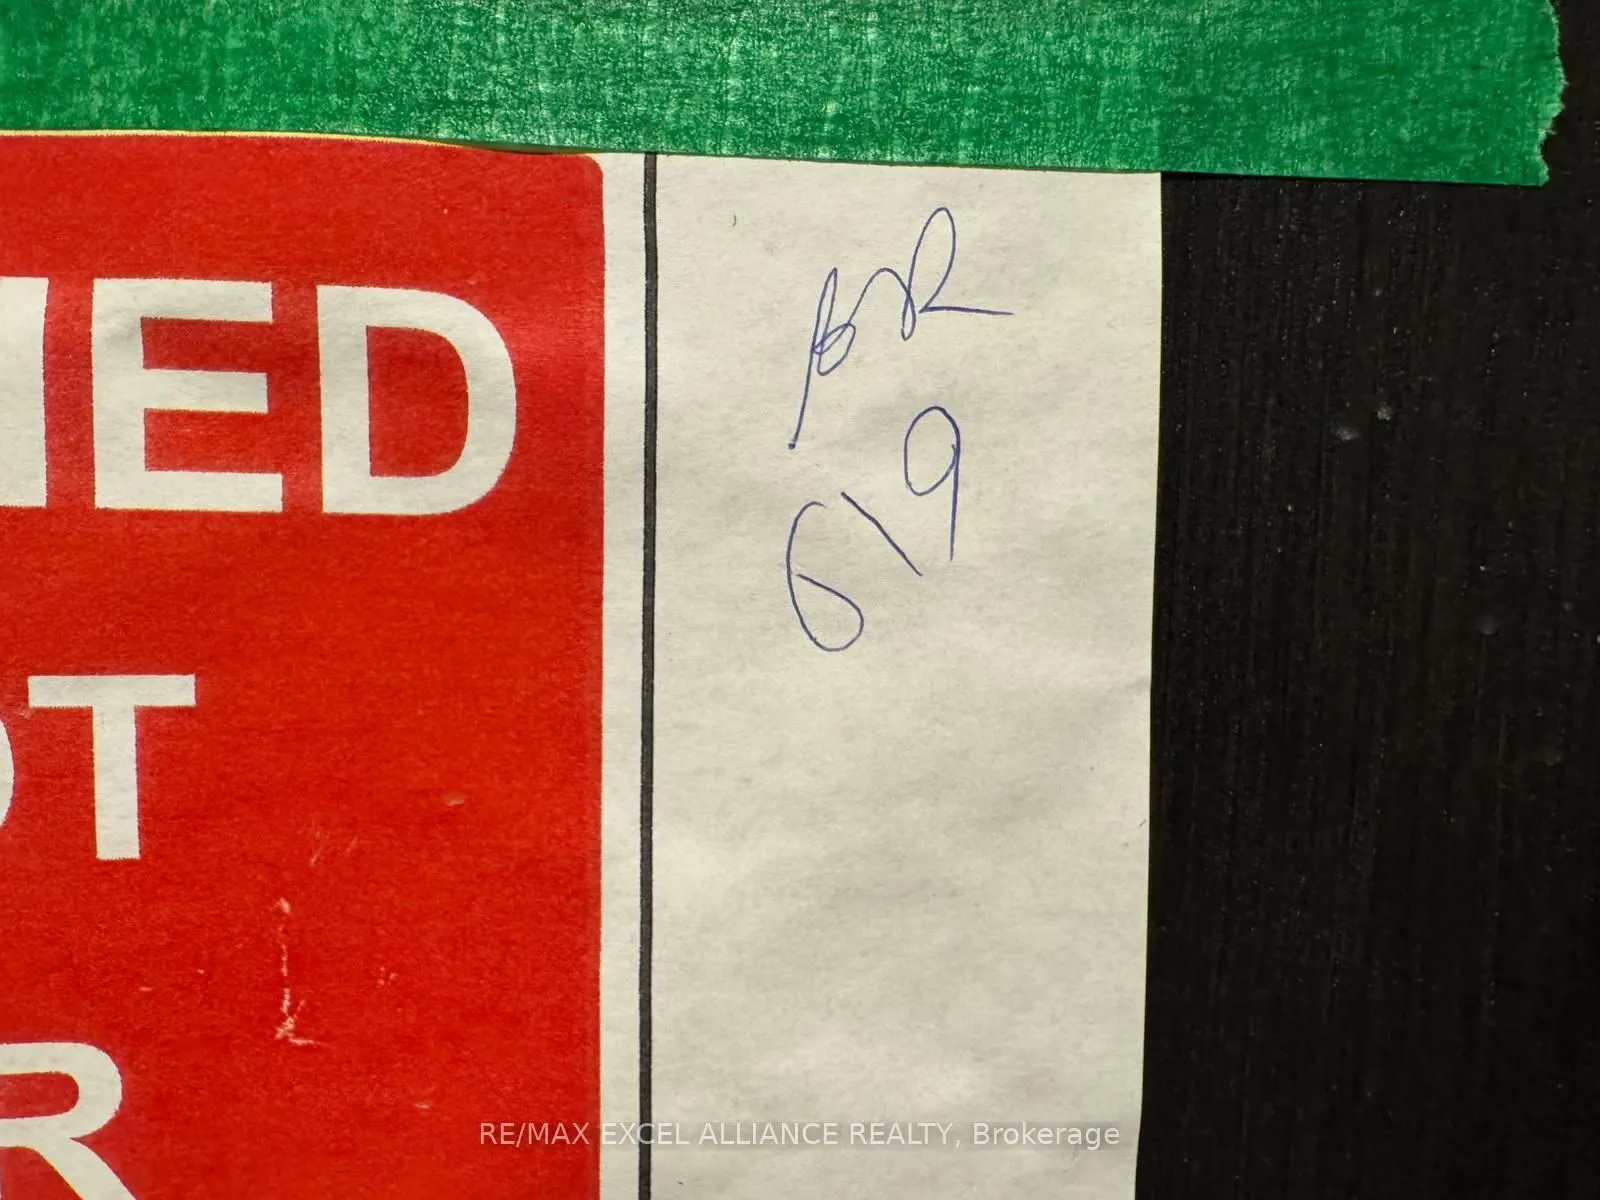 IED
OT
R
619
RE/MAX EXCEL ALLIANCE REALTY, Brokerage